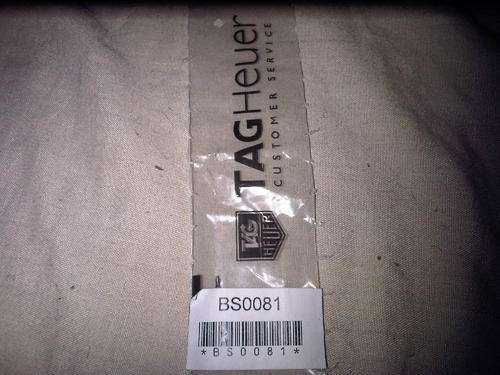 TAGHeuer
CUSTOMER SERVICE
TAG
HEUER
BS0081
*BS0081*